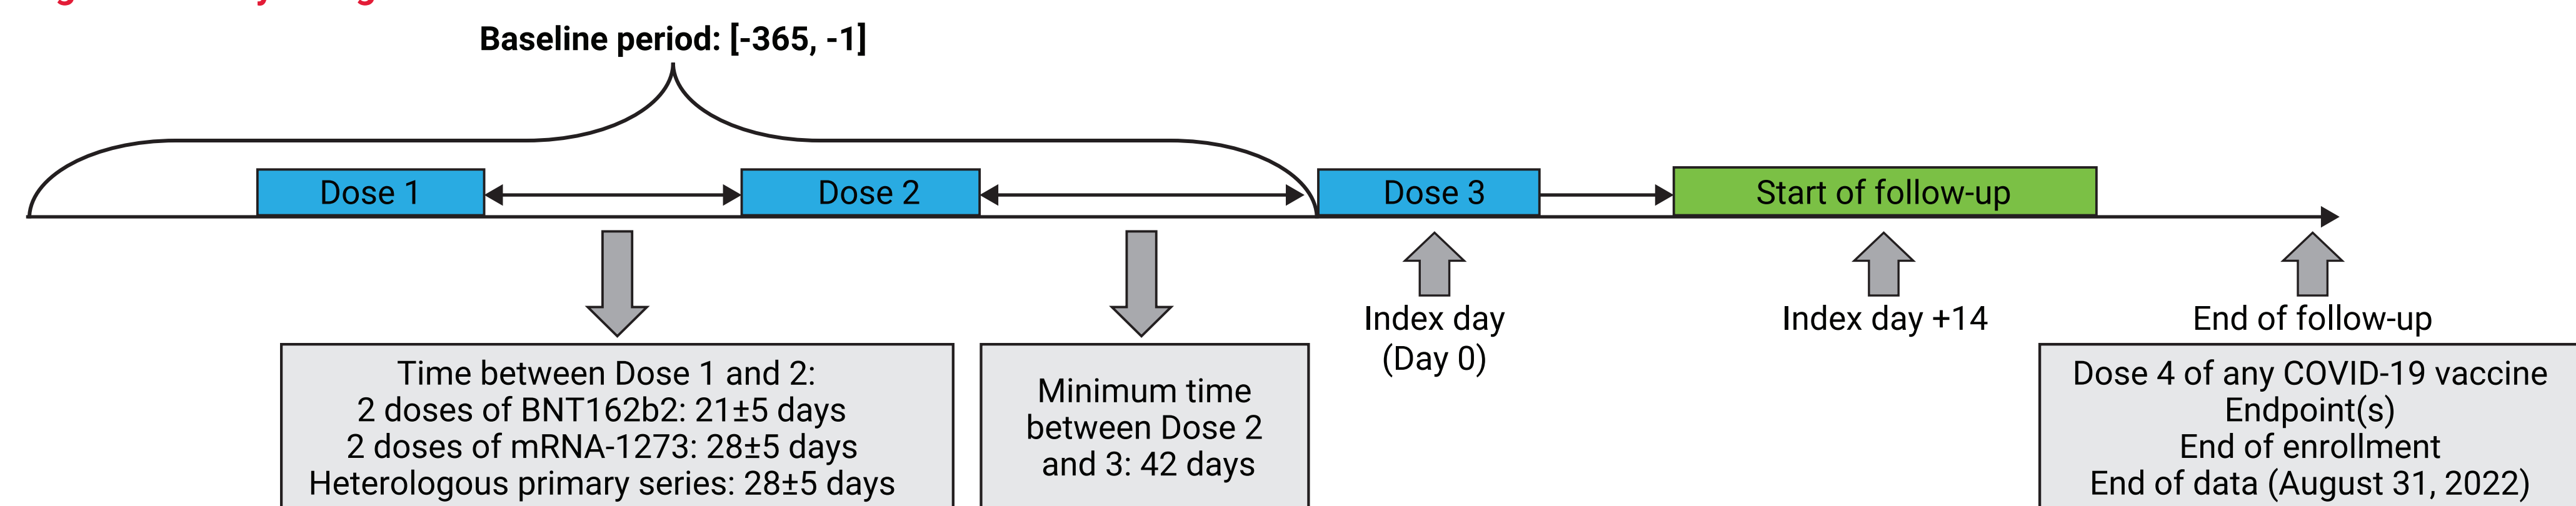 Baseline period: [-365, -1]
Dose 1
Dose 2
Dose 3
Start of follow-up
Time between Dose 1 and 2:
2 doses of BNT162b2: 21±5 days
2 doses of mRNA-1273: 28±5 days
Heterologous primary series: 28±5 days
Minimum time
between Dose 2
and 3: 42 days
Index day
(Day 0)
Index day +14
End of follow-up
Dose 4 of any COVID-19 vaccine
Endpoint(s)
End of enrollment
End of data (August 31, 2022)